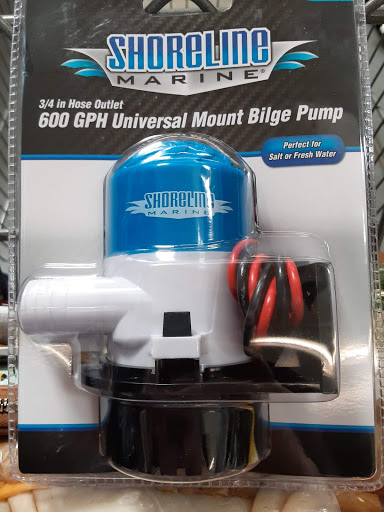 SHORELINE
MARINE®
3/4 in Hose Outlet
600 GPH Universal Mount Bilge Pump
Perfect for
Salt or Fresh Water
SHORELINE
MARINE